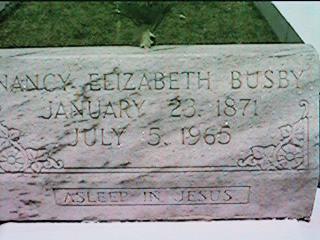 NANCY ELIZABETH BUSBY
JANUARY 23, 1871
JULY 5, 1965
ASLEEP IN JESUS